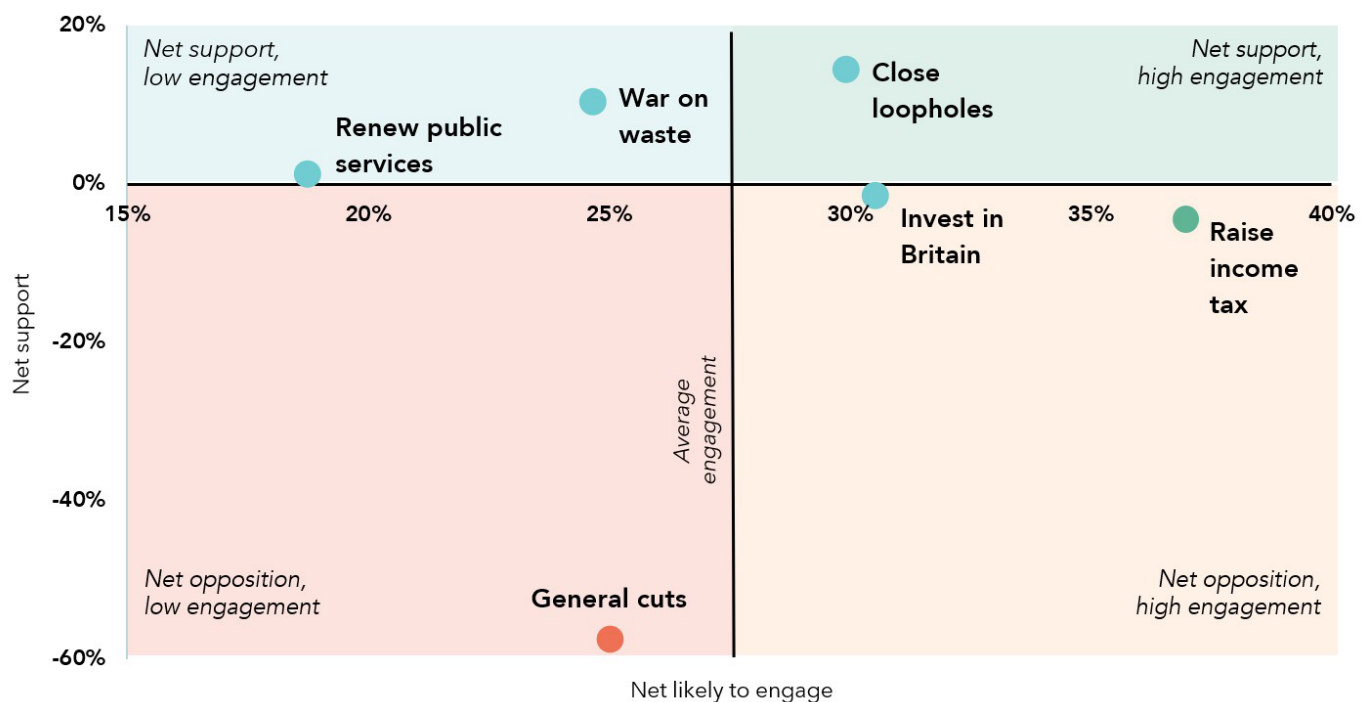 20%
Net support,
low engagement
Net support,
high engagement
Close
loopholes
War on
waste
Renew public
services
0%
15%
20%
25%
30%
35%
40%
Invest in
Britain
Raise
income
tax
Net support
-20%
Average
engagement
-40%
Net opposition,
low engagement
Net opposition,
high engagement
General cuts
-60%
Net likely to engage